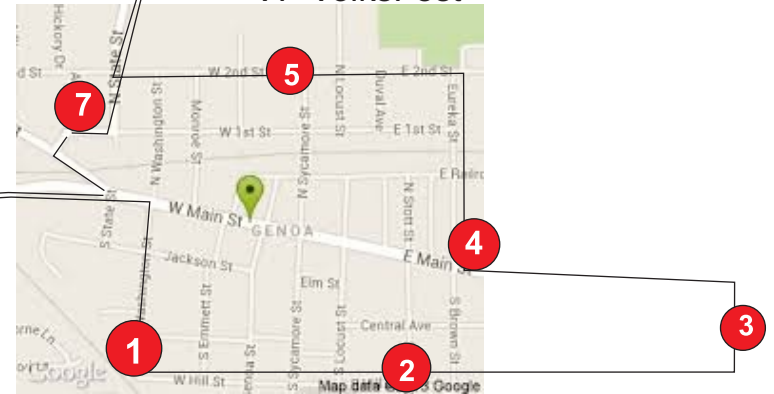 Hickory Dr
N State St
d St
W 2nd St
5
E 2nd St
7
N Washington St
Monroe St
N Locust St
Duval Ave
Eureka St
W 1st St
E 1st St
N Sycamore St
E Railro
S State St
W Main St
GENOA
N Stott St
4
E Main St
Jackson St
Elm St
S Emmett St
S Sycamore St
S Locust St
Central Ave
S Brown St
3
1
2
W Hill St
Google
Map data
Google